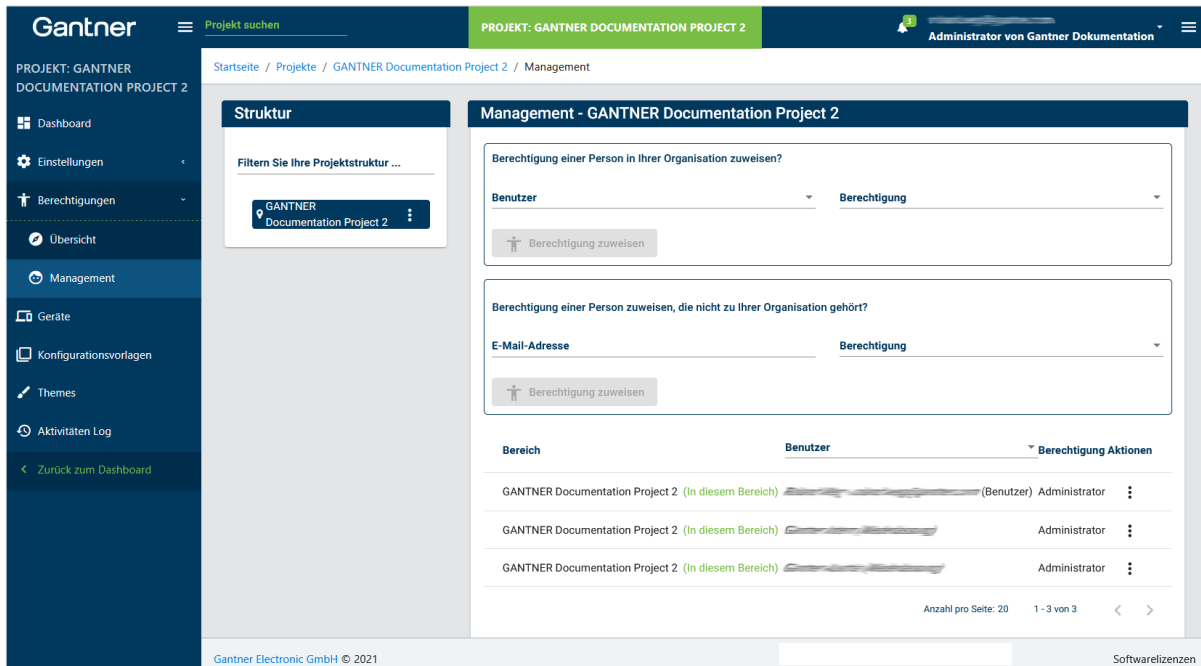 Gantner
Projekt suchen
PROJEKT: GANTNER DOCUMENTATION PROJECT 2
3
Administrator von Gantner Dokumentation
PROJEKT: GANTNER
DOCUMENTATION PROJECT 2
Dashboard
Einstellungen
Berechtigungen
Übersicht
Management
Geräte
Konfigurationsvorlagen
Themes
Aktivitäten Log
Zurück zum Dashboard
Startseite / Projekte / GANTNER Documentation Project 2 / Management
Struktur
Filtern Sie Ihre Projektstruktur ...
GANTNER
Documentation Project 2
Management - GANTNER Documentation Project 2
Berechtigung einer Person in Ihrer Organisation zuweisen?
Benutzer Berechtigung
Berechtigung zuweisen
Berechtigung einer Person zuweisen, die nicht zu Ihrer Organisation gehört?
E-Mail-Adresse Berechtigung
Berechtigung zuweisen
Bereich Benutzer Berechtigung Aktionen
GANTNER Documentation Project 2 (In diesem Bereich) (Benutzer) Administrator
GANTNER Documentation Project 2 (In diesem Bereich) Administrator
GANTNER Documentation Project 2 (In diesem Bereich) Administrator
Anzahl pro Seite: 20 1 - 3 von 3
Gantner Electronic GmbH © 2021 Softwarelizenzen